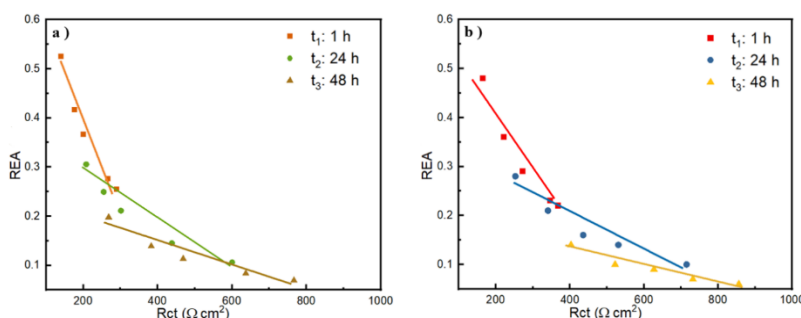 a )
t₁: 1 h
t₂: 24 h
t₃: 48 h
0.6
0.5
0.4
0.3
0.2
0.1
REA
200
400
600
800
1000
Rct (Ω cm²)
b )
t₁: 1 h
t₂: 24 h
t₃: 48 h
0.6
0.5
0.4
0.3
0.2
0.1
REA
200
400
600
800
1000
Rct (Ω cm²)